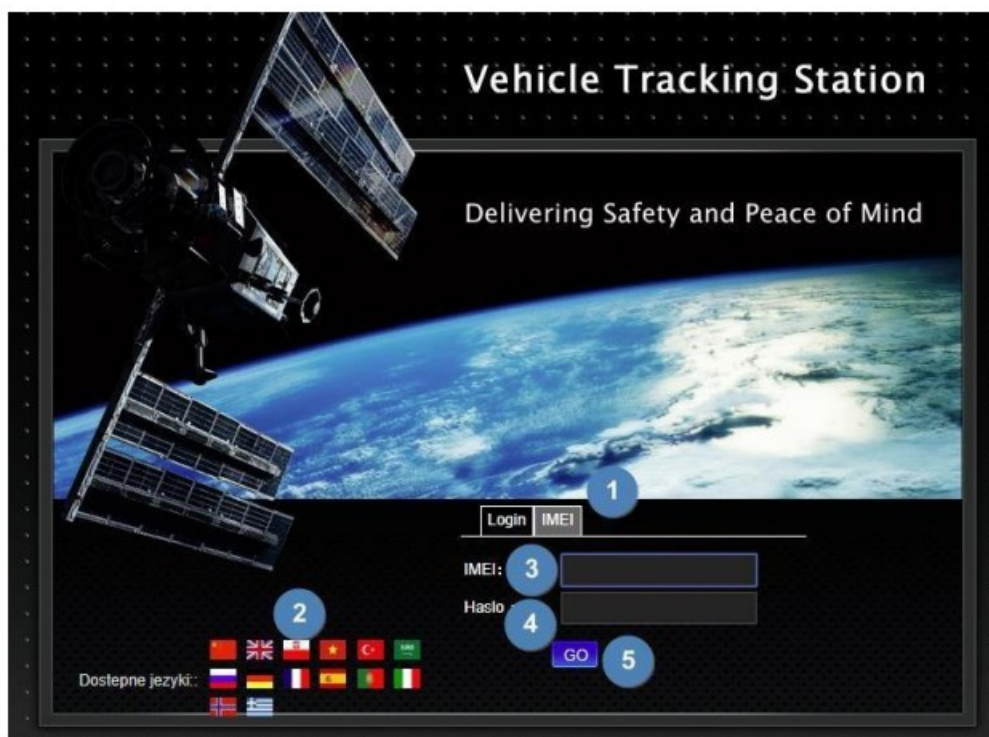 Vehicle Tracking Station
Delivering Safety and Peace of Mind
1
Login IMEI
IMEI: 3
Haslo
4
2
GO 5
Dostepne jezyki::